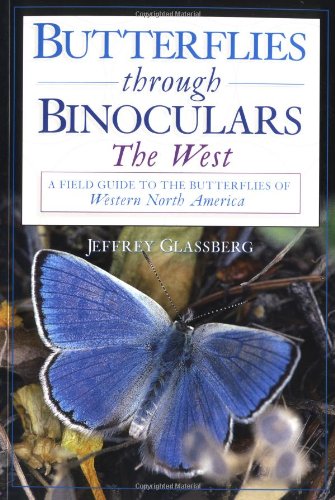 BUTTERFLIES
through
BINOCULARS
The West
A FIELD GUIDE TO THE BUTTERFLIES OF
Western North America
JEFFREY GLASSBERG